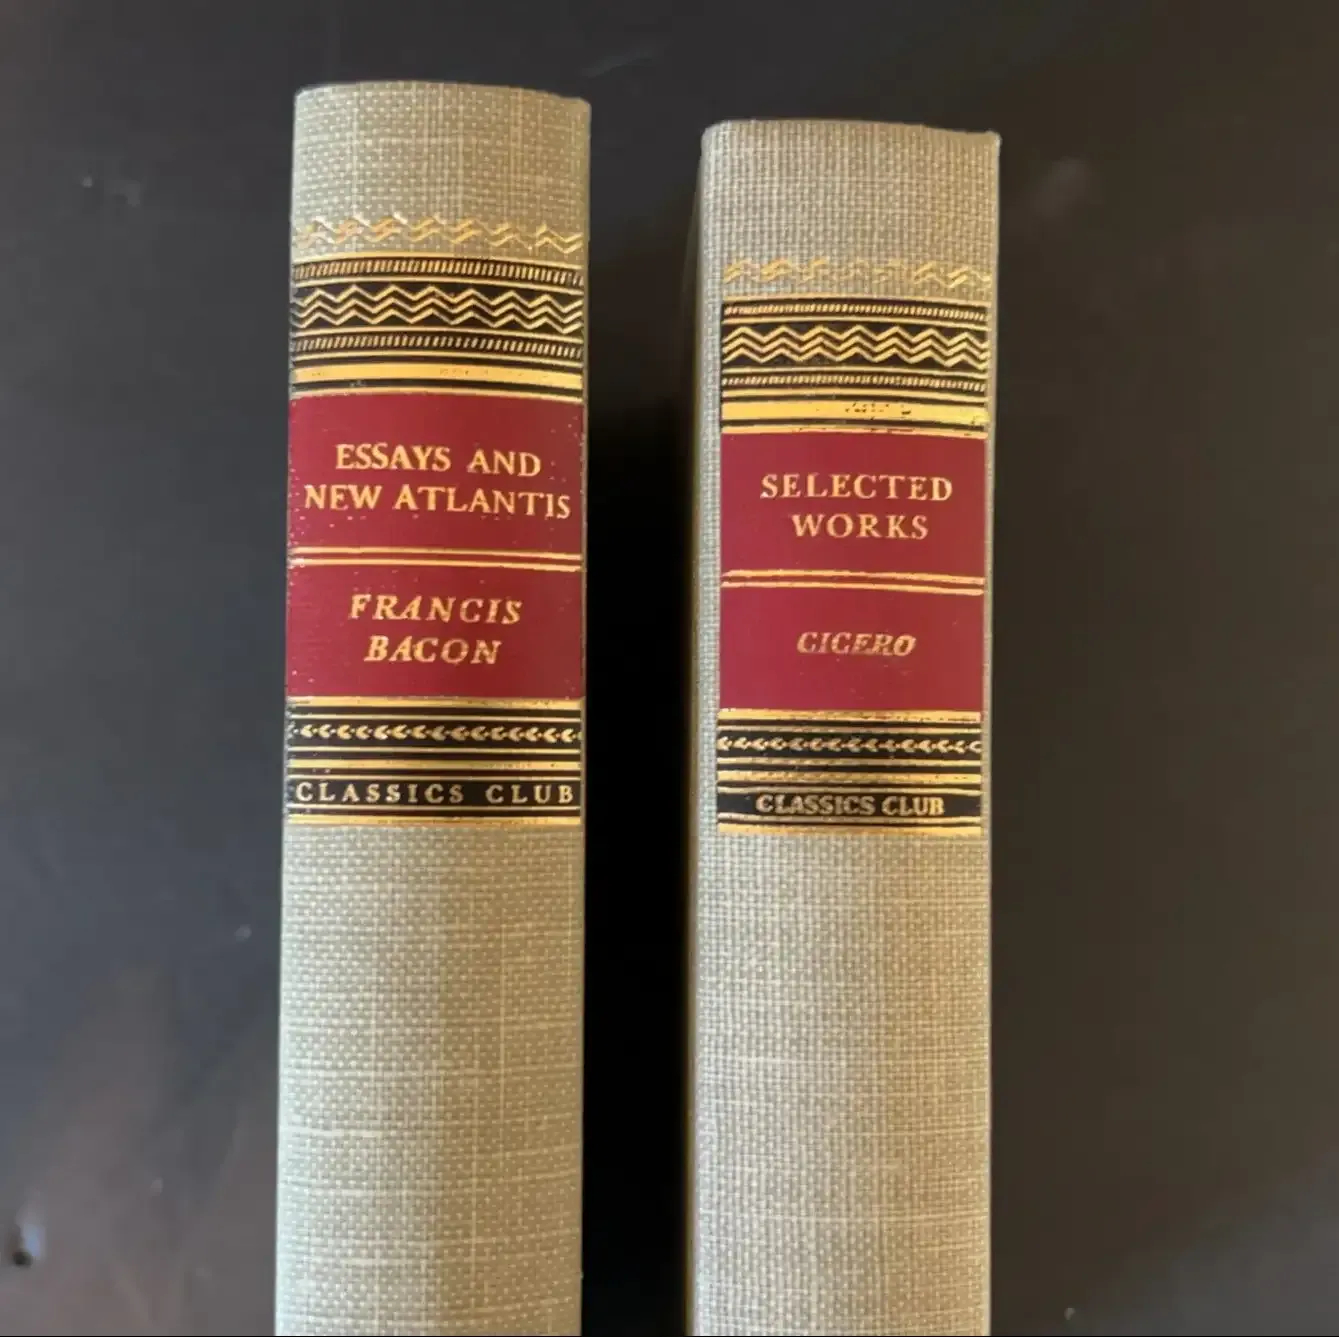 ESSAYS AND
NEW ATLANTIS
FRANCIS
BACON
CLASSICS CLUB
SELECTED
WORKS
CICERO
CLASSICS CLUB